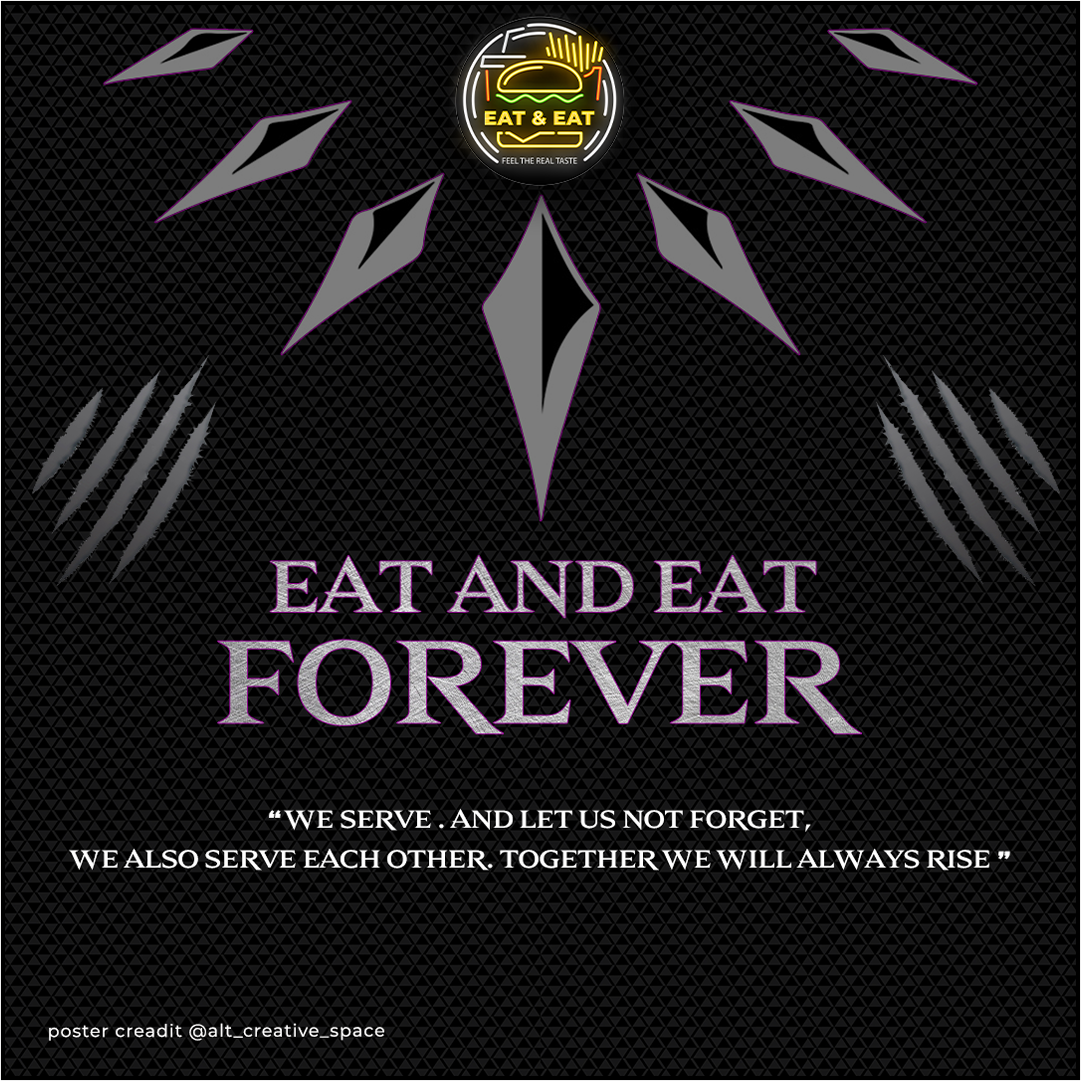 EAT & EAT
FEEL THE REAL TASTE
EAT AND EAT
FOREVER
❝ WE SERVE . AND LET US NOT FORGET,
WE ALSO SERVE EACH OTHER. TOGETHER WE WILL ALWAYS RISE ❞
poster creadit @alt_creative_space